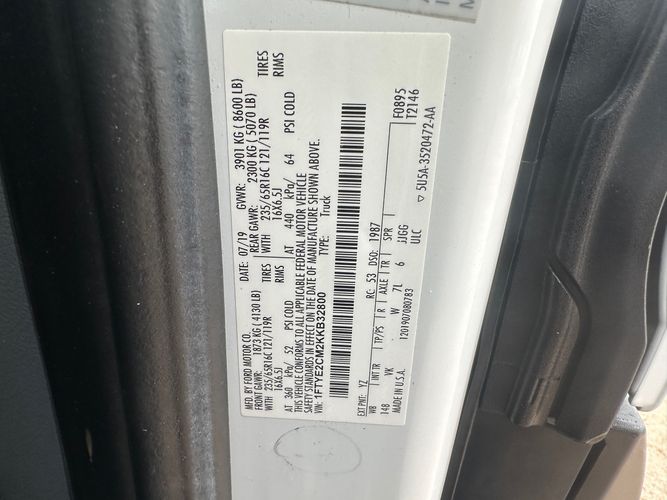 MFD. BY FORD MOTOR CO.
DATE: 07/19 GVWR: 3901 KG ( 8600 LB)
FRONT GAWR: 1873 KG ( 4130 LB) REAR GAWR: 2300 KG ( 5070 LB)
WITH 235/65R16C 121/119R TIRES WITH 235/65R16C 121/119R TIRES
16X6.5J RIMS 16X6.5J RIMS
AT 360 kPa/ 52 PSI COLD AT 440 kPa/ 64 PSI COLD
THIS VEHICLE CONFORMS TO ALL APPLICABLE FEDERAL MOTOR VEHICLE
SAFETY STANDARDS IN EFFECT ON THE DATE OF MANUFACTURE SHOWN ABOVE.
VIN: 1FTYE2CM2KKB32800 TYPE: Truck
F0895
T2146
EXT PNT: YZ RC: 53 DSO: 1987
WB INT TR TP/PS R AXLE TR SPR
148 VK W 7L 6 JJGG
ULC
MADE IN U.S.A. 1201907080783
▽ 5U5A-3520472-AA